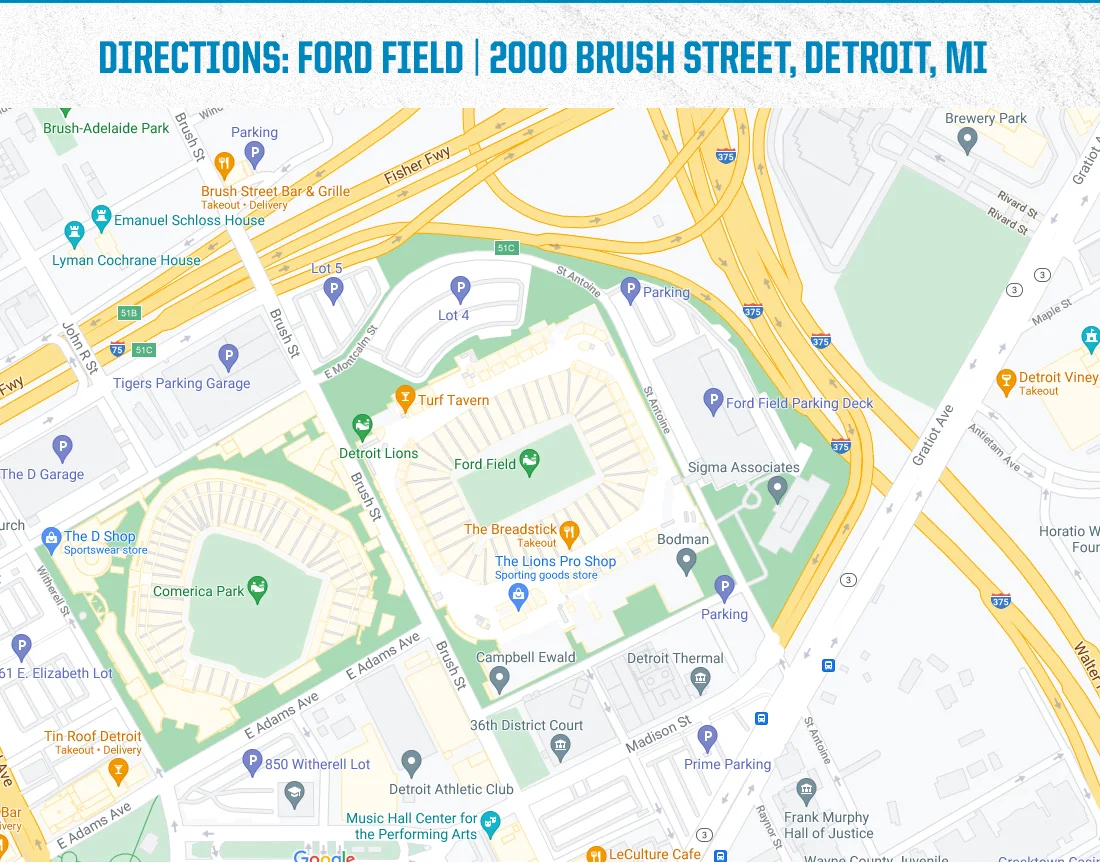 DIRECTIONS: FORD FIELD | 2000 BRUSH STREET, DETROIT, MI
Brush-Adelaide Park
Brush St
Wind
Parking
Fisher Fwy
375
Brewery Park
Gratiot A
Brush Street Bar & Grille
Takeout • Delivery
Rivard St
Rivard St
Emanuel Schloss House
Lyman Cochrane House
51C
Lot 5
St Antoine
Parking
3
3
Lot 4
Maple St
51B
375
375
John R St
Brush St
75
51C
E Montcalm St
Tigers Parking Garage
Fwy
Turf Tavern
St Antoine
Ford Field Parking Deck
Detroit Viney
Takeout
Gratiot Ave
Detroit Lions
375
Antietam Ave
The D Garage
Ford Field
Sigma Associates
Brush St
urch
The D Shop
Sportswear store
The Breadstick
Takeout
Bodman
Horatio W
Four
The Lions Pro Shop
Sporting goods store
Witherell St
Comerica Park
3
375
Parking
61 E. Elizabeth Lot
E Adams Ave
Brush St
Campbell Ewald
Detroit Thermal
Walter
E Adams Ave
36th District Court
Madison St
St Antoine
Tin Roof Detroit
Takeout • Delivery
850 Witherell Lot
Prime Parking
Ave
Detroit Athletic Club
Bar
ivery
E Adams Ave
Music Hall Center for
the Performing Arts
Raynor St
Frank Murphy
Hall of Justice
3
Google
LeCulture Cafe
Wayne County Juvenile
Greektown Casin